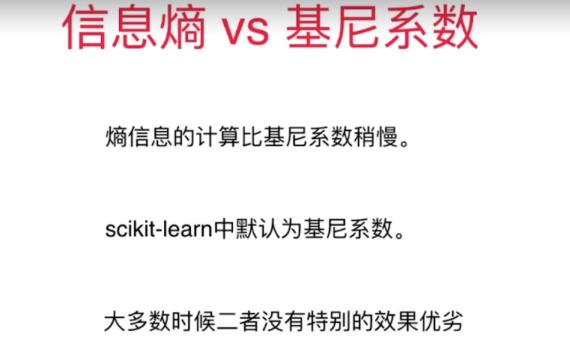 信息熵 vs 基尼系数
熵信息的计算比基尼系数稍慢。
scikit-learn中默认为基尼系数。
大多数时候二者没有特别的效果优劣